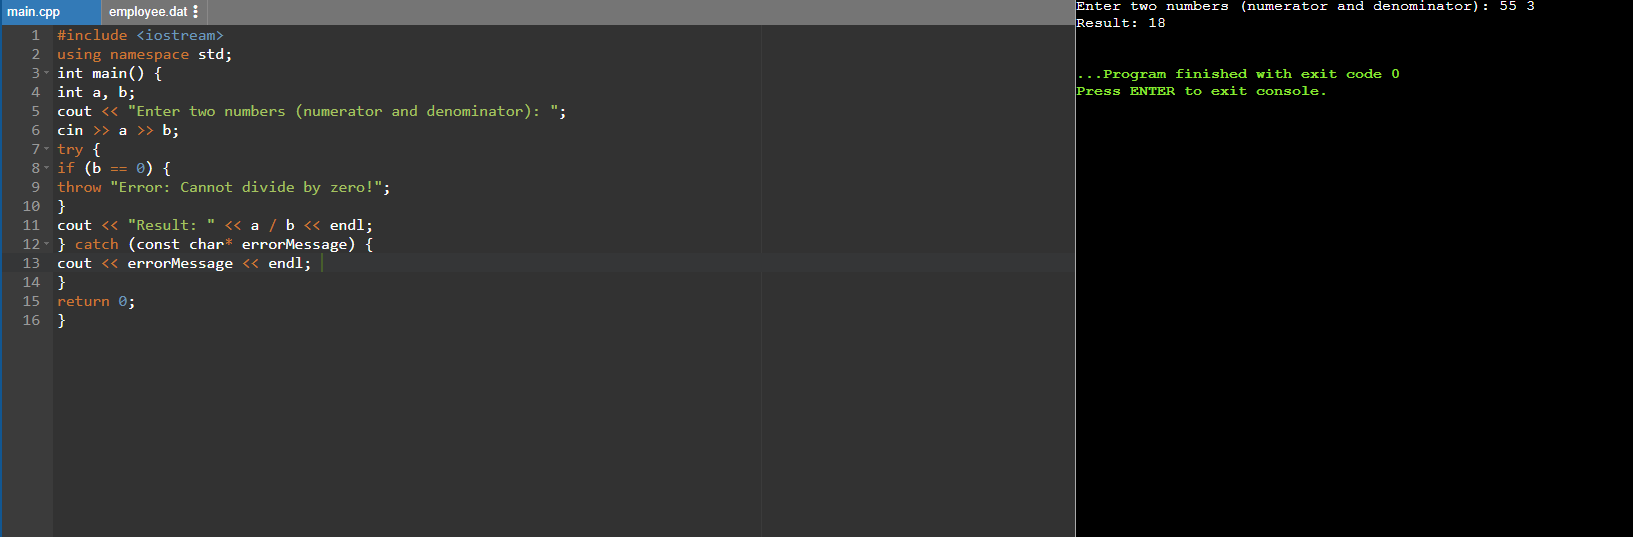 main.cpp employee.dat
1 #include <iostream>
2 using namespace std;
3 int main() {
4 int a, b;
5 cout << "Enter two numbers (numerator and denominator): ";
6 cin >> a >> b;
7 try {
8 if (b == 0) {
9 throw "Error: Cannot divide by zero!";
10 }
11 cout << "Result: " << a / b << endl;
12 } catch (const char* errorMessage) {
13 cout << errorMessage << endl;
14 }
15 return 0;
16 }
Enter two numbers (numerator and denominator): 55 3
Result: 18
...Program finished with exit code 0
Press ENTER to exit console.